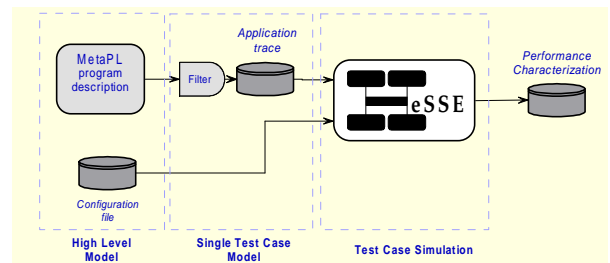 MetaPL
program
description
Filter
Application
trace
eSSE
Performance
Characterization
Configuration
file
High Level
Model
Single Test Case
Model
Test Case Simulation